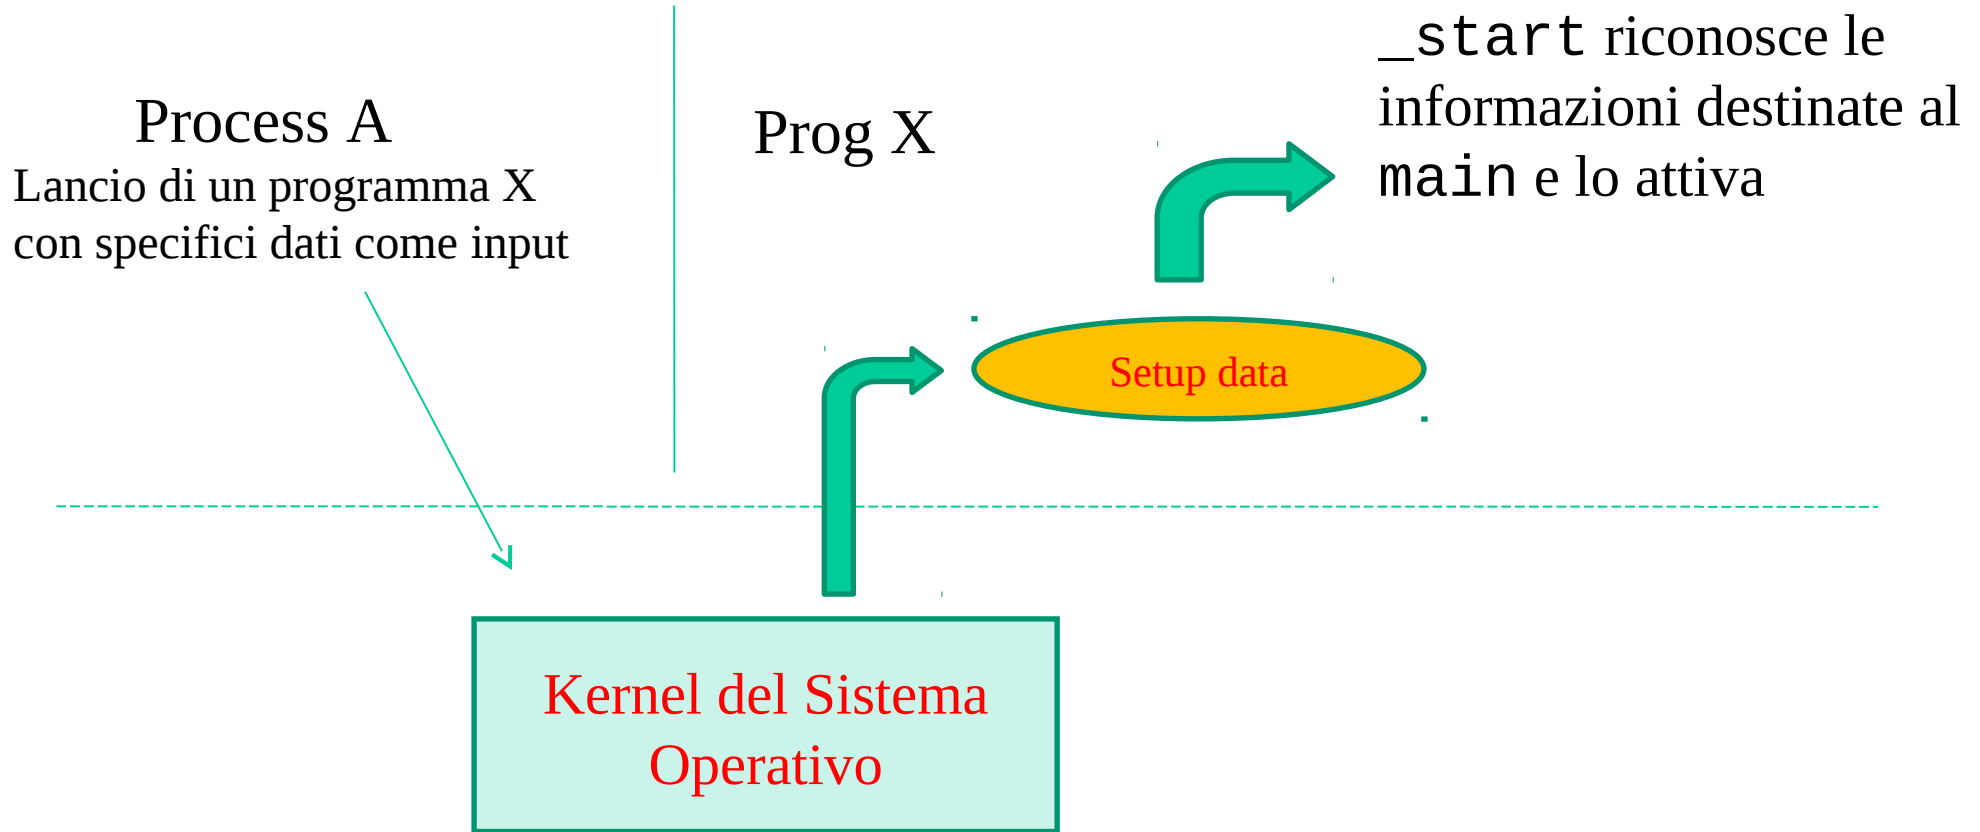 Process A
Lancio di un programma X
con specifici dati come input
Prog X
_start riconosce le
informazioni destinate al
main e lo attiva
Setup data
Kernel del Sistema
Operativo